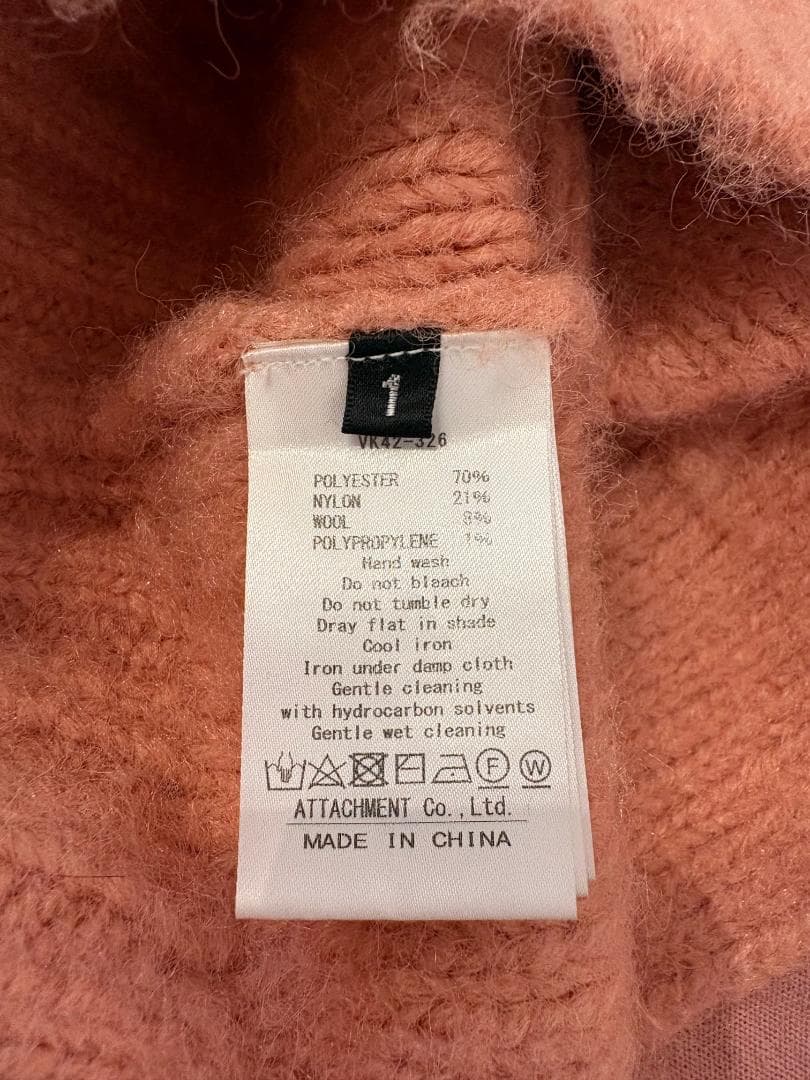 1
VK42-326
POLYESTER 70%
NYLON 21%
WOOL 8%
POLYPROPYLENE 1%
Hand wash
Do not bleach
Do not tumble dry
Dray flat in shade
Cool iron
Iron under damp cloth
Gentle cleaning
with hydrocarbon solvents
Gentle wet cleaning
F W
ATTACHMENT Co.,Ltd.
MADE IN CHINA